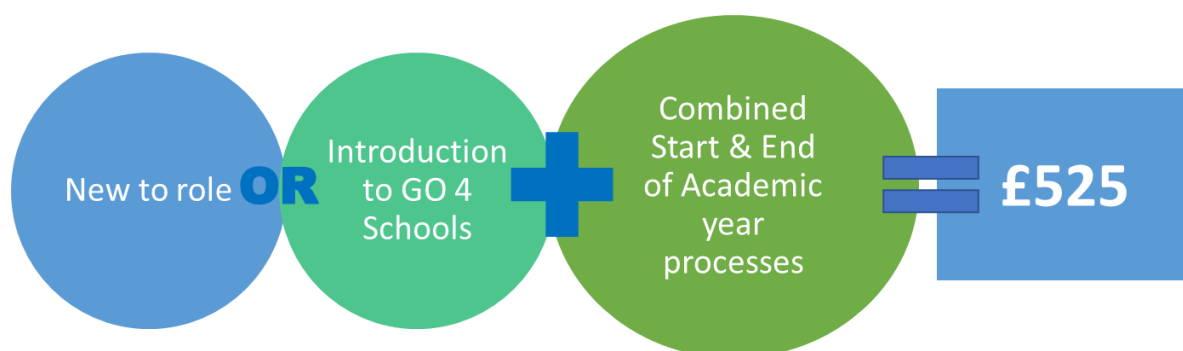 New to role
OR
Introduction
to GO 4
Schools
Combined
Start & End
of Academic
year
processes
£525